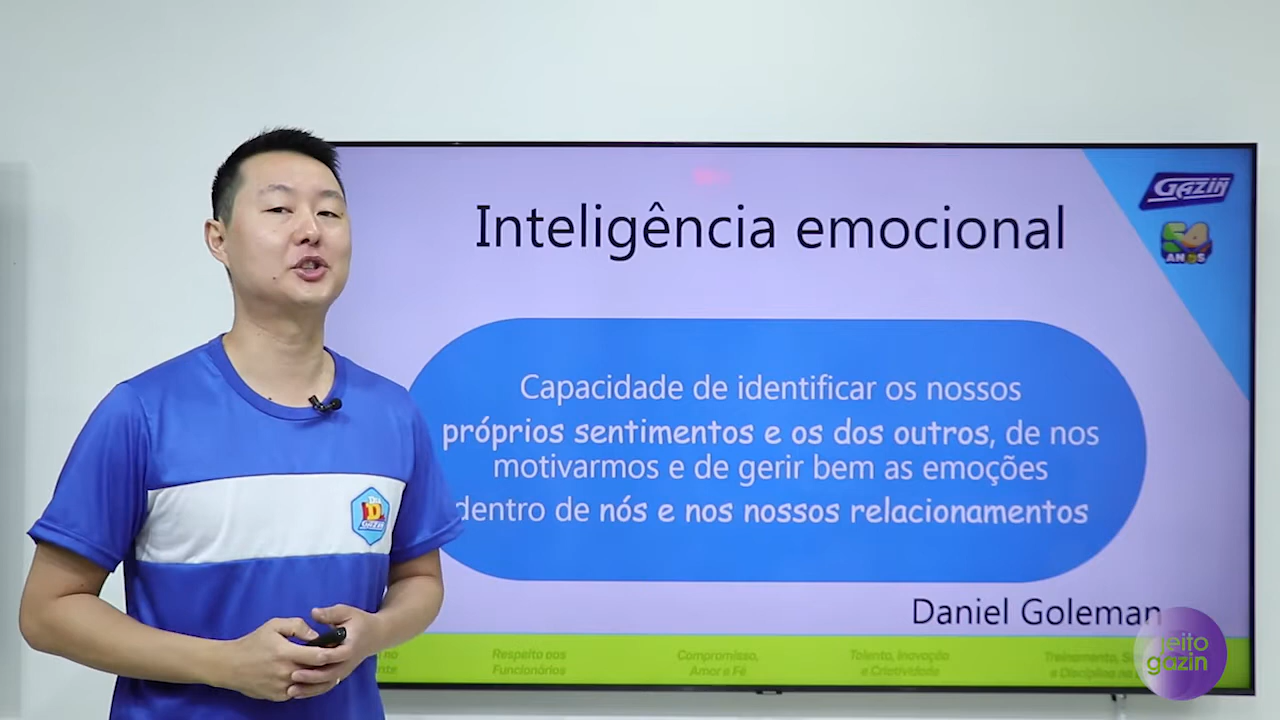 Inteligência emocional
GAZIN
54
ANOS
Capacidade de identificar os nossos
próprios sentimentos e os dos outros, de nos
motivarmos e de gerir bem as emoções
dentro de nós e nos nossos relacionamentos
Dia
D
GAZIN
Daniel Goleman
jeito
gazin
Respeito aos
Funcionários
Compromisso,
Amor e Fé
Talento, Inovação
e Criatividade
Treinamento,
e Disciplina